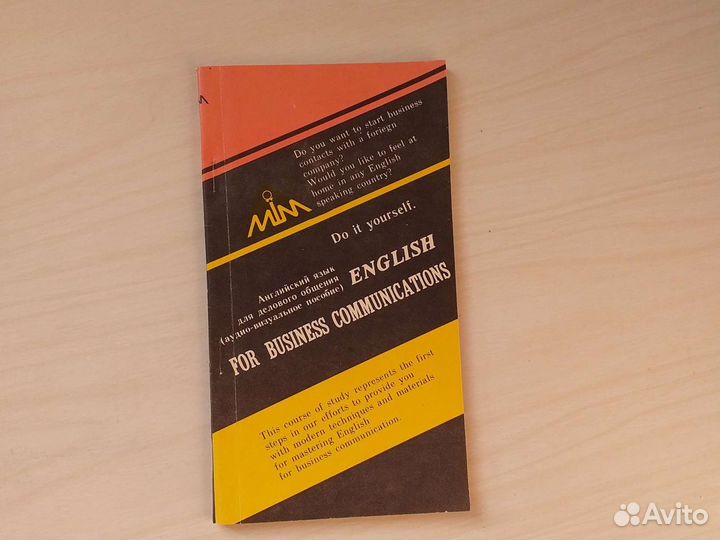 Do you want to start business
contacts with a foriegn
company?
Would you like to feel at
home in any English
speaking country?
MİM
Do it yourself.
Английский язык
для делового общения
(аудио-визуальное пособие)
ENGLISH
FOR BUSINESS COMMUNICATIONS
This course of study represents the first
steps in our efforts to provide you
with modern techniques and materials
for mastering English
for business communication.
Avito